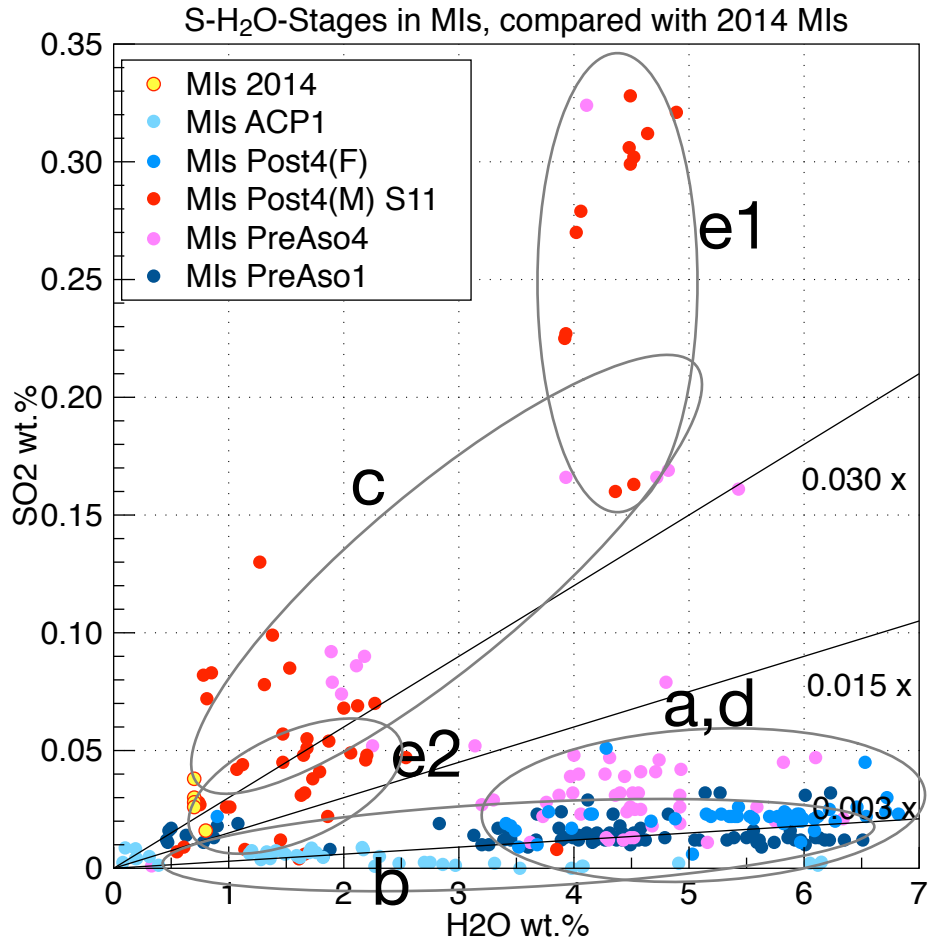 S-H₂O-Stages in MIs, compared with 2014 MIs
0.35
0.30
0.25
0.20
0.15
0.10
0.05
0
SO2 wt.%
MIs 2014
MIs ACP1
MIs Post4(F)
MIs Post4(M) S11
MIs PreAso4
MIs PreAso1
e1
c
0.030 x
0.015 x
a,d
e2
0.003 x
b
0 1 2 3 4 5 6 7
H2O wt.%